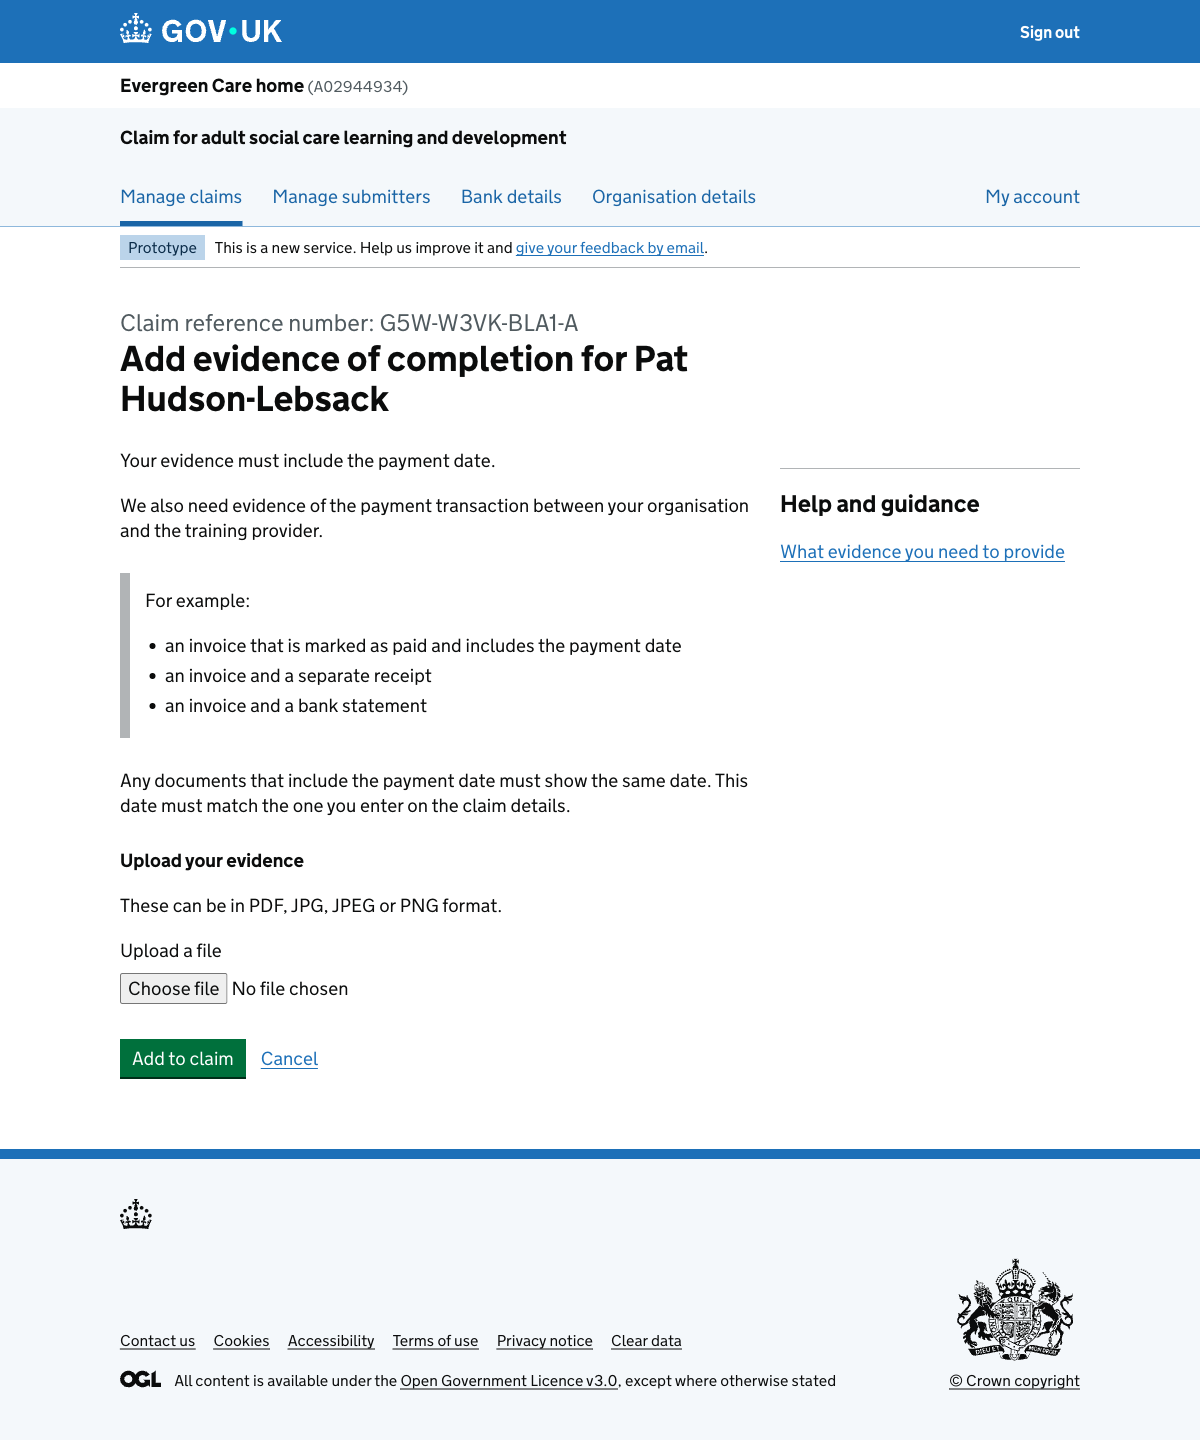 GOV·UK
Sign out
Evergreen Care home (A02944934)
Claim for adult social care learning and development
Manage claims Manage submitters Bank details Organisation details My account
Prototype This is a new service. Help us improve it and give your feedback by email.
Claim reference number: G5W-W3VK-BLA1-A
Add evidence of completion for Pat
Hudson-Lebsack
Your evidence must include the payment date.
We also need evidence of the payment transaction between your organisation
and the training provider.
For example:
• an invoice that is marked as paid and includes the payment date
• an invoice and a separate receipt
• an invoice and a bank statement
Any documents that include the payment date must show the same date. This
date must match the one you enter on the claim details.
Upload your evidence
These can be in PDF, JPG, JPEG or PNG format.
Upload a file
Choose file No file chosen
Add to claim Cancel
Help and guidance
What evidence you need to provide
Contact us Cookies Accessibility Terms of use Privacy notice Clear data
OGL All content is available under the Open Government Licence v3.0, except where otherwise stated
© Crown copyright